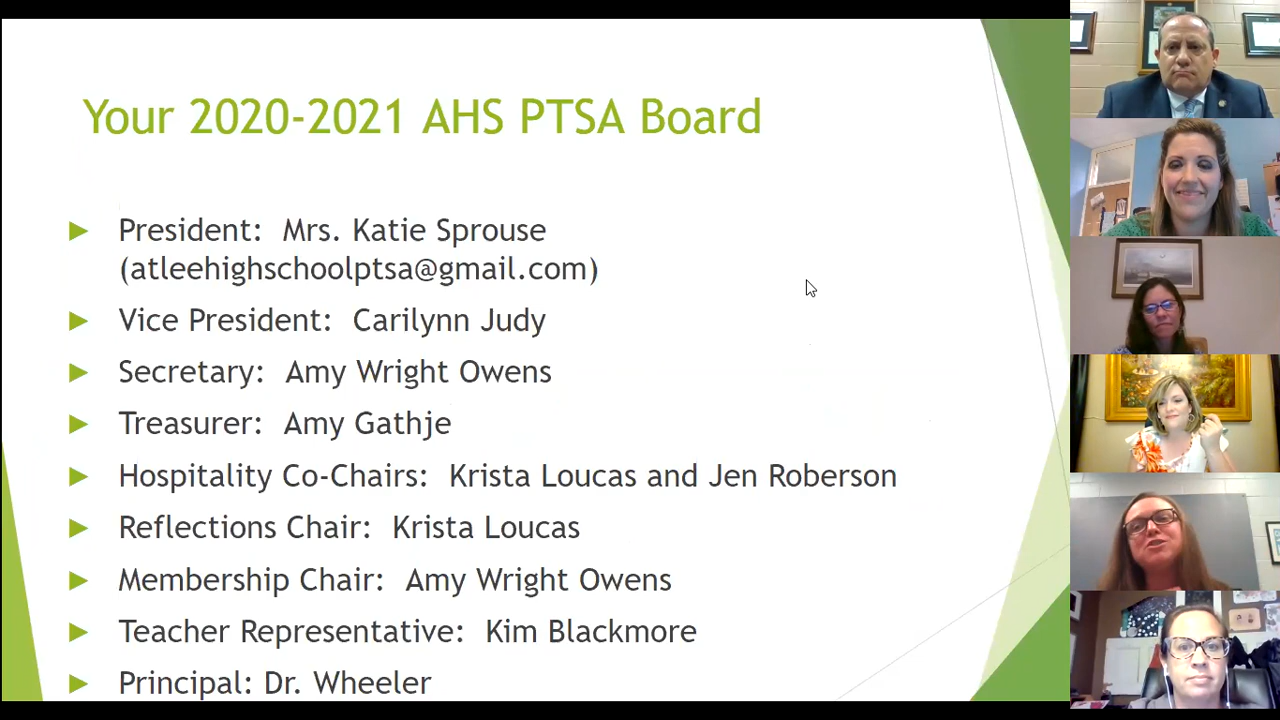 Your 2020-2021 AHS PTSA Board
President: Mrs. Katie Sprouse
(atleehighschoolptsa@gmail.com)
Vice President: Carilynn Judy
Secretary: Amy Wright Owens
Treasurer: Amy Gathje
Hospitality Co-Chairs: Krista Loucas and Jen Roberson
Reflections Chair: Krista Loucas
Membership Chair: Amy Wright Owens
Teacher Representative: Kim Blackmore
Principal: Dr. Wheeler